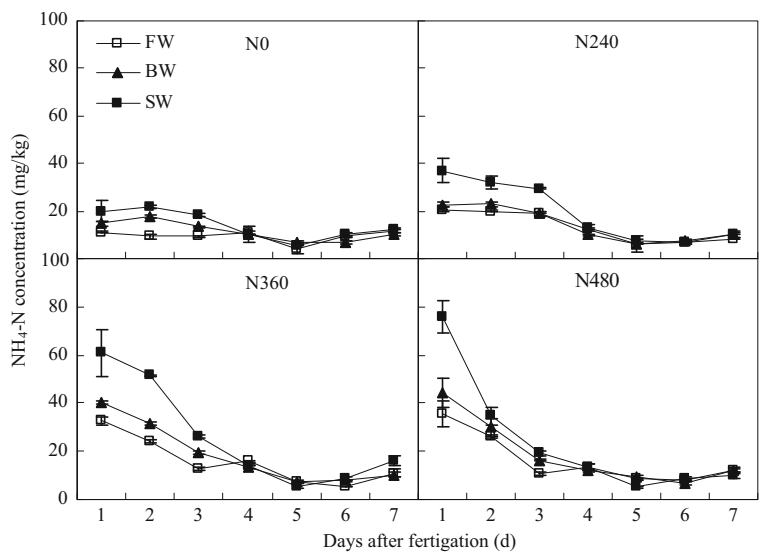 100
80
60
40
20
0
N0
FW
BW
SW
N240
NH₄-N concentration (mg/kg)
100
80
60
40
20
0
N360
N480
1 2 3 4 5 6 7 1 2 3 4 5 6 7
Days after fertigation (d)